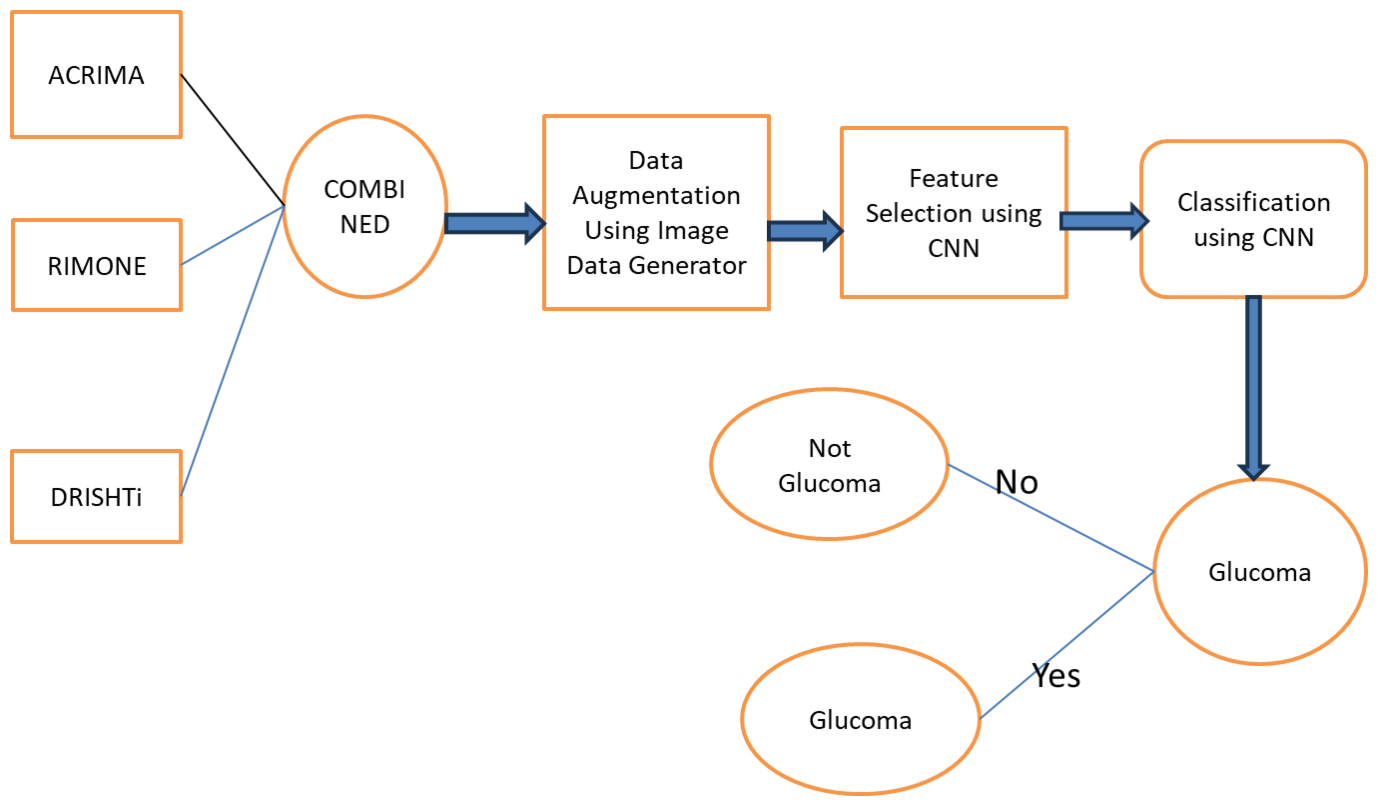 ACRIMA
RIMONE
DRISHTi
COMBI
NED
Data
Augmentation
Using Image
Data Generator
Feature
Selection using
CNN
Classification
using CNN
Not
Glucoma
No
Glucoma
Yes
Glucoma